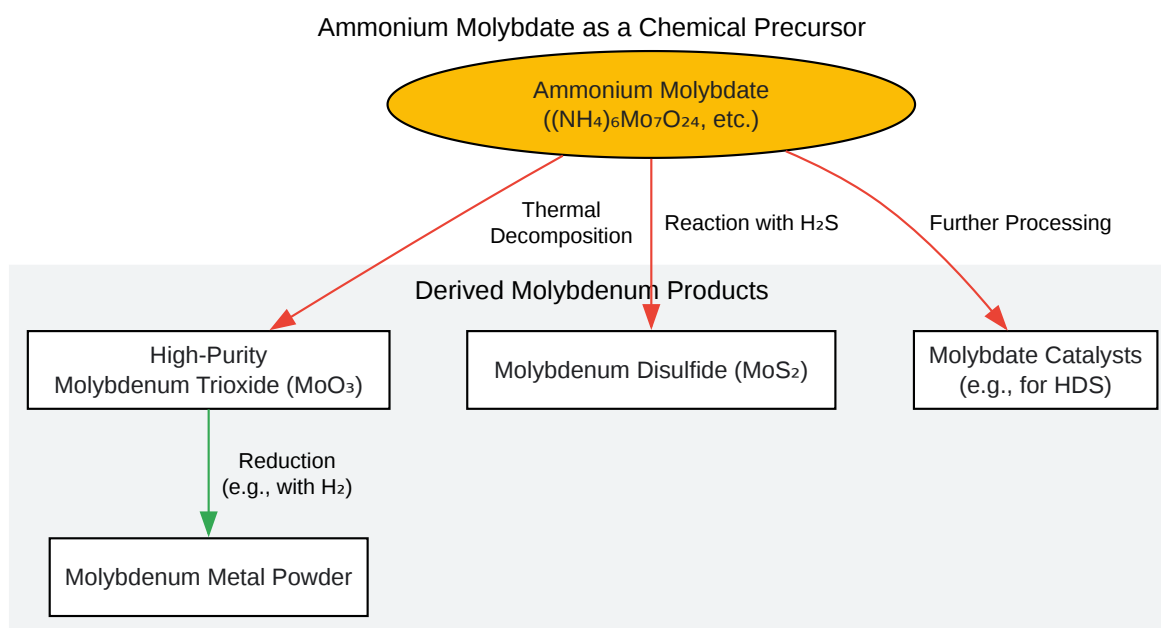 Ammonium Molybdate as a Chemical Precursor
Ammonium Molybdate
((NH₄)₆Mo₇O₂₄, etc.)
Thermal
Decomposition
Reaction with H₂S
Further Processing
Derived Molybdenum Products
High-Purity
Molybdenum Trioxide (MoO₃)
Molybdenum Disulfide (MoS₂)
Molybdate Catalysts
(e.g., for HDS)
Reduction
(e.g., with H₂)
Molybdenum Metal Powder